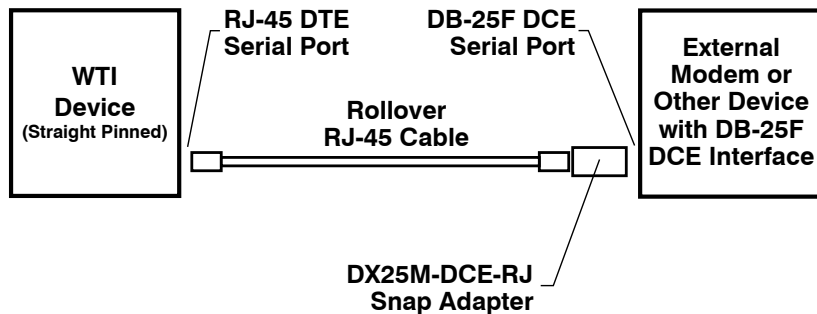 RJ-45 DTE
Serial Port
DB-25F DCE
Serial Port
WTI
Device
(Straight Pinned)
Rollover
RJ-45 Cable
External
Modem or
Other Device
with DB-25F
DCE Interface
DX25M-DCE-RJ
Snap Adapter